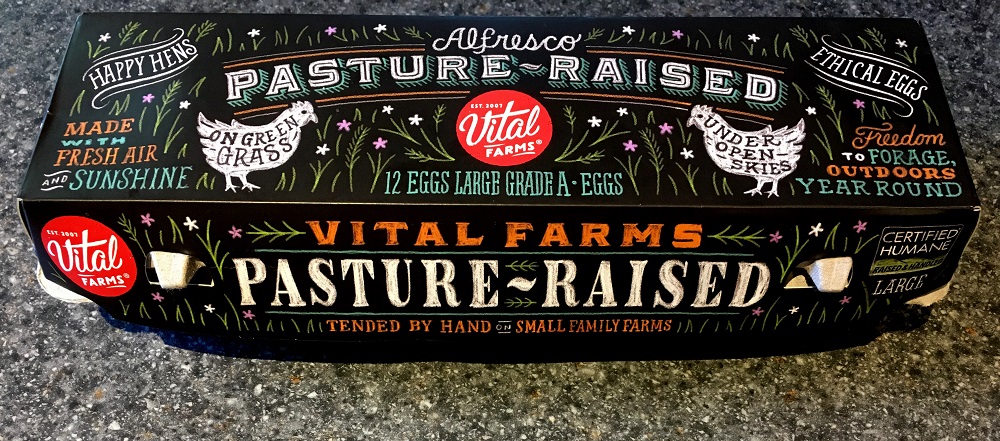 Alfresco
PASTURE~RAISED
HAPPY HENS
ETHICAL EGGS
MADE
WITH
FRESH AIR
AND SUNSHINE
ON GREEN
GRASS
EST. 2007
Vital
FARMS®
UNDER
OPEN
SKIES
Freedom
TO FORAGE,
OUTDOORS
YEAR ROUND
12 EGGS LARGE GRADE A · EGGS
EST. 2007
Vital
FARMS®
VITAL FARMS
PASTURE~RAISED
TENDED BY HAND ON SMALL FAMILY FARMS
CERTIFIED
HUMANE
RAISED & HANDLED
LARGE